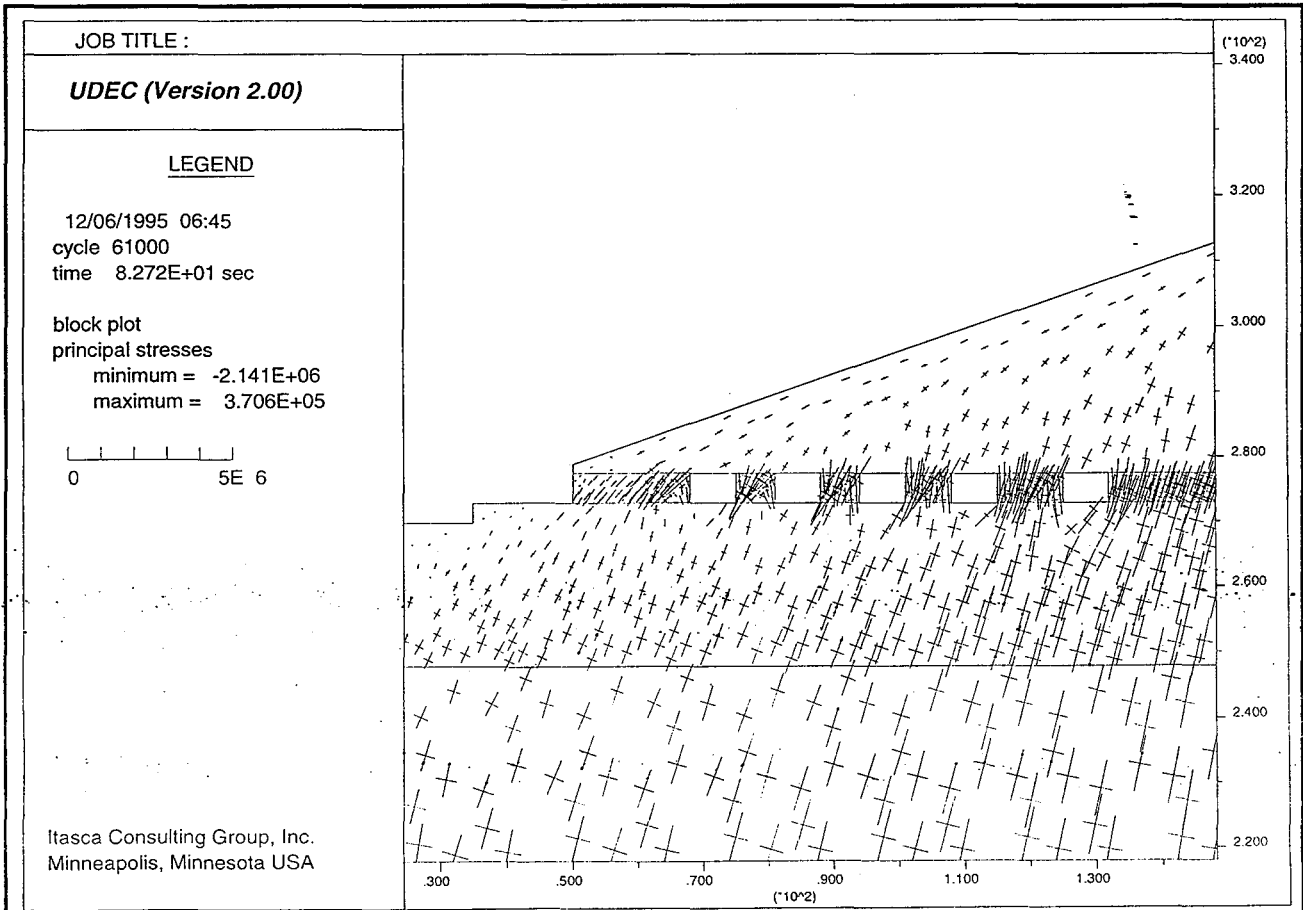 JOB TITLE :
UDEC (Version 2.00)
LEGEND
12/06/1995 06:45
cycle 61000
time 8.272E+01 sec
block plot
principal stresses
minimum = -2.141E+06
maximum = 3.706E+05
0 5E 6
Itasca Consulting Group, Inc.
Minneapolis, Minnesota USA
(*10^2)
3.400
3.200
3.000
2.800
2.600
2.400
2.200
.300 .500 .700 .900 1.100 1.300
(*10^2)